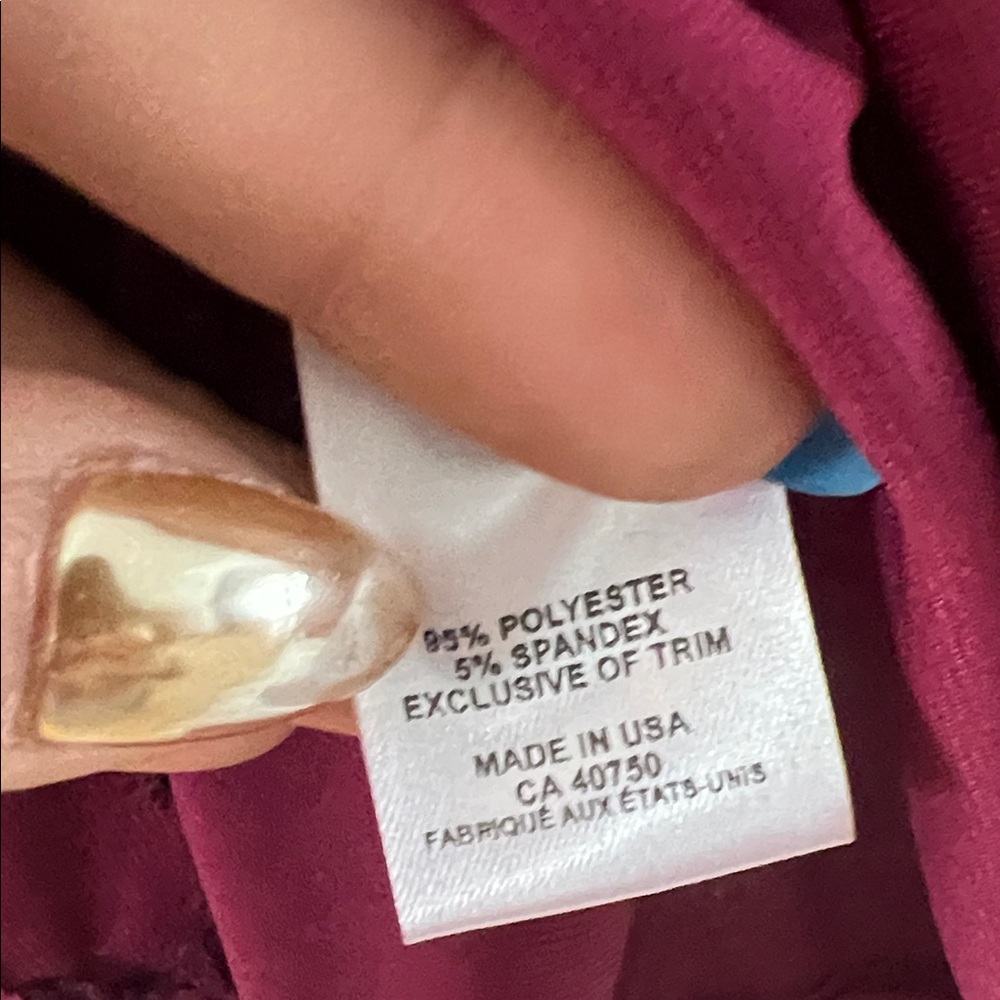 95% POLYESTER
5% SPANDEX
EXCLUSIVE OF TRIM
MADE IN USA
CA 40750
FABRIQUÉ AUX ÉTATS-UNIS